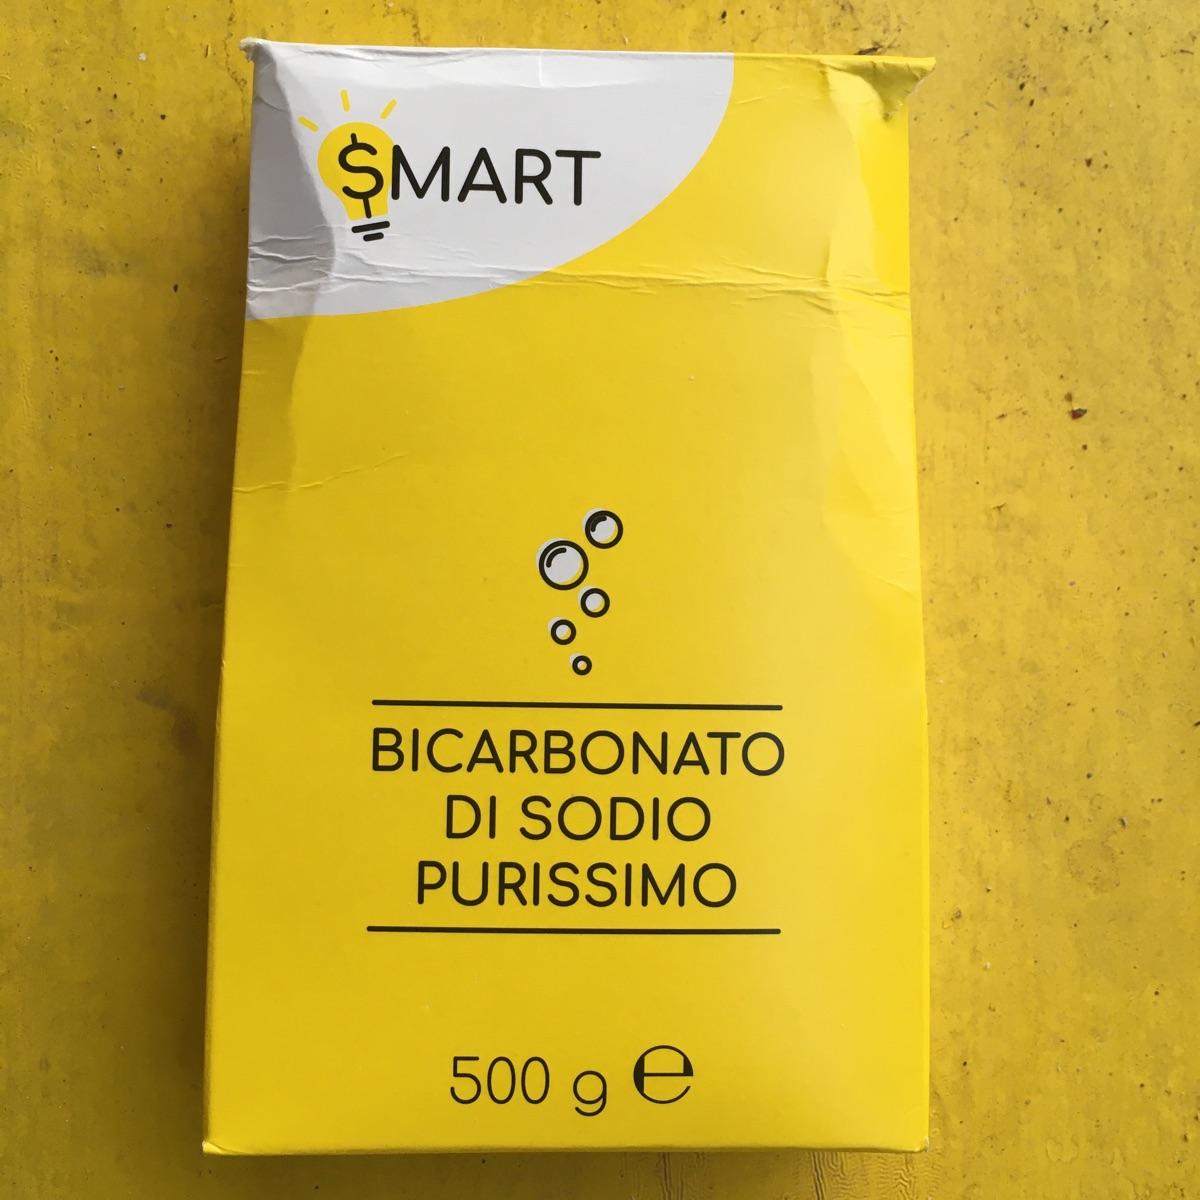 $MART
BICARBONATO
DI SODIO
PURISSIMO
500 g ℮